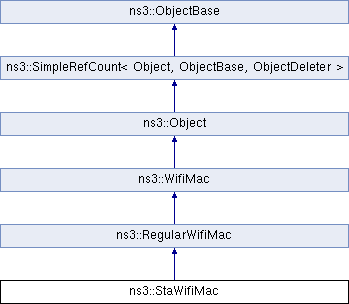 ns3::ObjectBase
ns3::SimpleRefCount< Object, ObjectBase, ObjectDeleter >
ns3::Object
ns3::WifiMac
ns3::RegularWifiMac
ns3::StaWifiMac